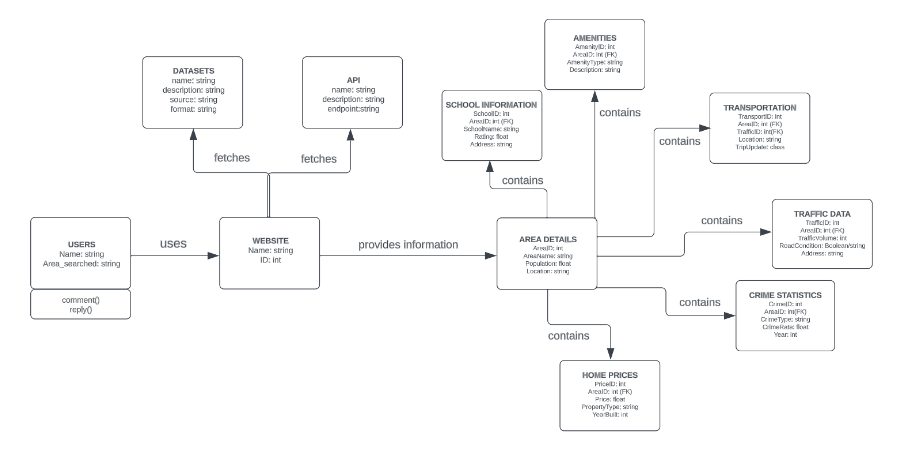 AMENITIES
AmenityID: int
AreaID: int (FK)
AmenityType: string
Description: string
DATASETS
name: string
description: string
source: string
format: string
API
name: string
description: string
endpoint:string
SCHOOL INFORMATION
SchoolID: int
AreaID: int (FK)
SchoolName: string
Rating: float
Address: string
TRANSPORTATION
TransportID: int
AreaID: int (FK)
TrafficID: int(FK)
Location: string
TripUpdate: class
contains
contains
fetches
fetches
contains
USERS
Name: string
Area_searched: string
comment()
reply()
uses
WEBSITE
Name: string
ID: int
provides information
AREA DETAILS
AreaID: int
AreaName: string
Population: float
Location: string
contains
TRAFFIC DATA
TrafficID: int
AreaID: int (FK)
TrafficVolume: int
RoadCondition: Boolean/string
Address: string
contains
CRIME STATISTICS
CrimeID: int
AreaID: int(FK)
CrimeType: string
CrimeRate: float
Year: int
contains
HOME PRICES
PriceID: int
AreaID: int (FK)
Price: float
PropertyType: string
YearBuilt: int